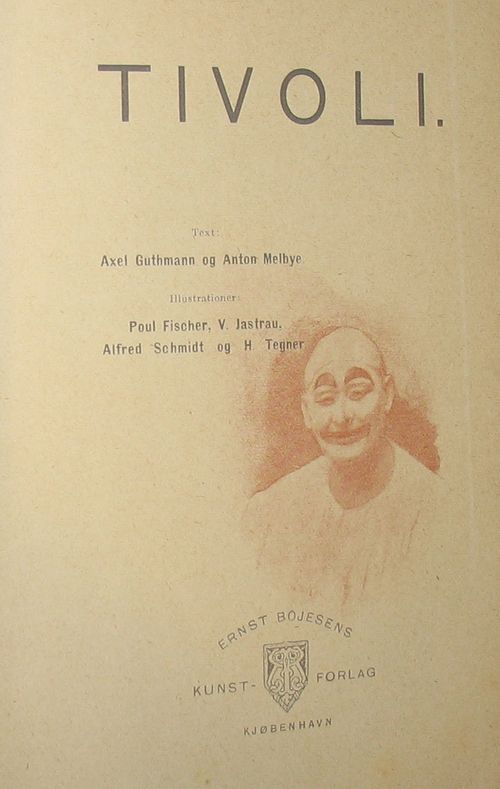 TIVOLI.
Text:
Axel Guthmann og Anton Melbye
Illustrationer:
Poul Fischer, V. Jastrau,
Alfred Schmidt og H. Tegner
ERNST BOJESENS
KUNST-FORLAG
KJØBENHAVN